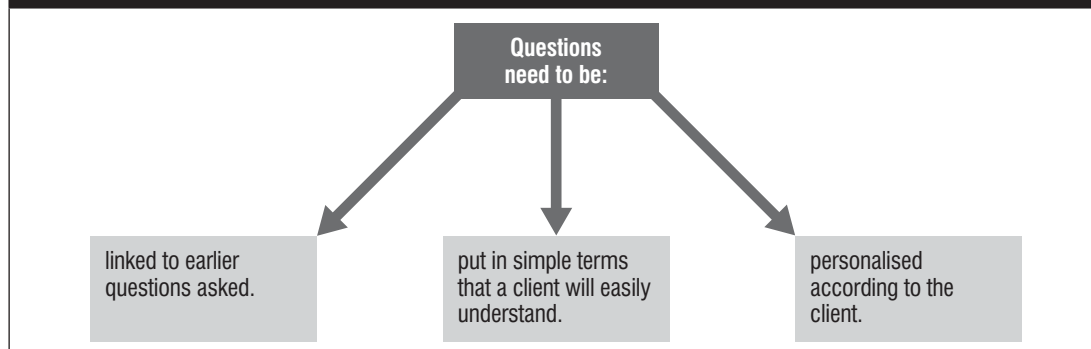 Questions
need to be:
linked to earlier
questions asked.
put in simple terms
that a client will easily
understand.
personalised
according to the
client.